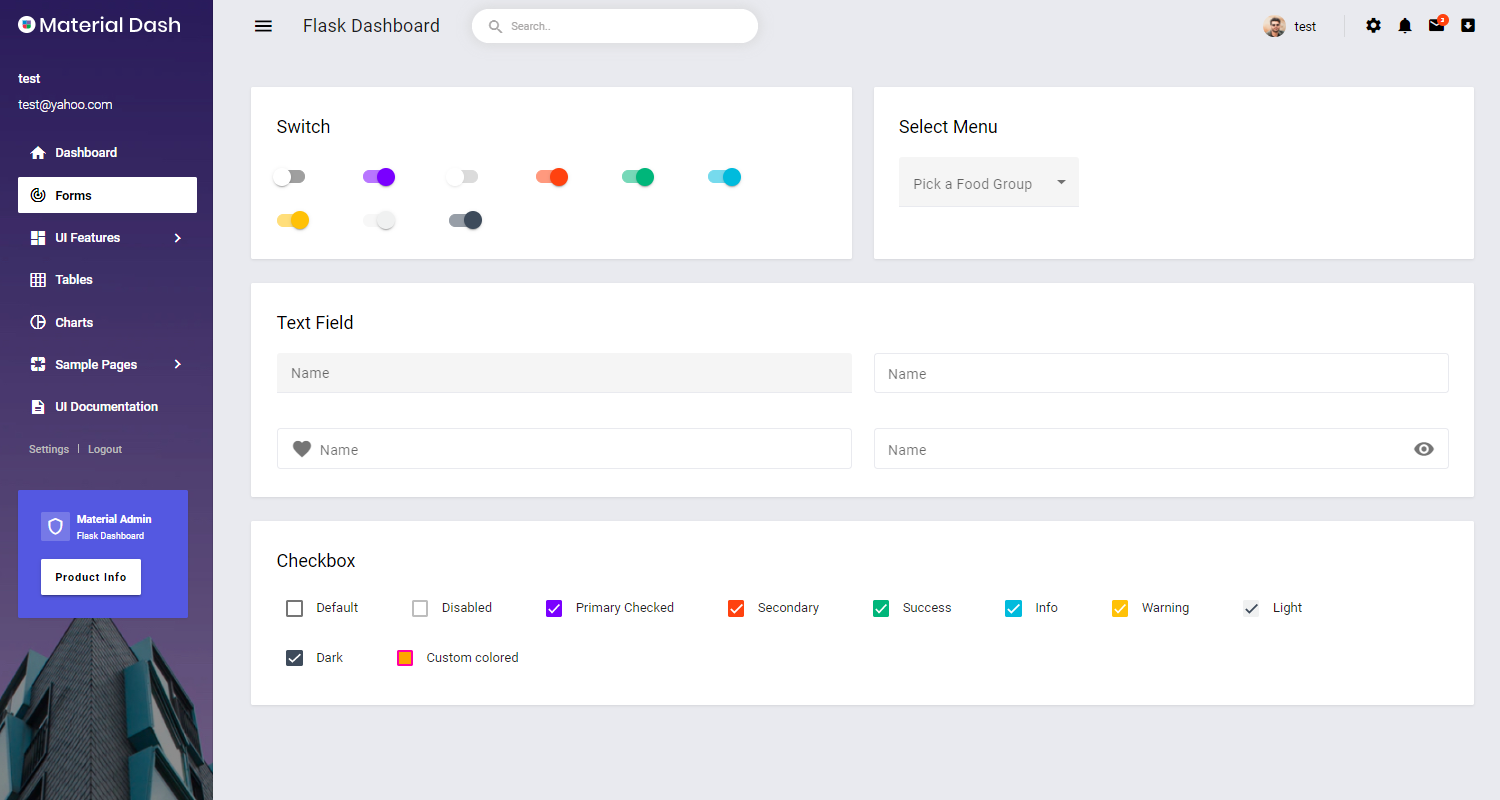 Material Dash
test
test@yahoo.com
Dashboard
Forms
UI Features
Tables
Charts
Sample Pages
UI Documentation
Settings | Logout
Material Admin
Flask Dashboard
Product Info
Flask Dashboard
Search..
test
3
Switch
Select Menu
Pick a Food Group
Text Field
Name
Name
Name
Name
Checkbox
Default Disabled Primary Checked Secondary Success Info Warning Light
Dark Custom colored